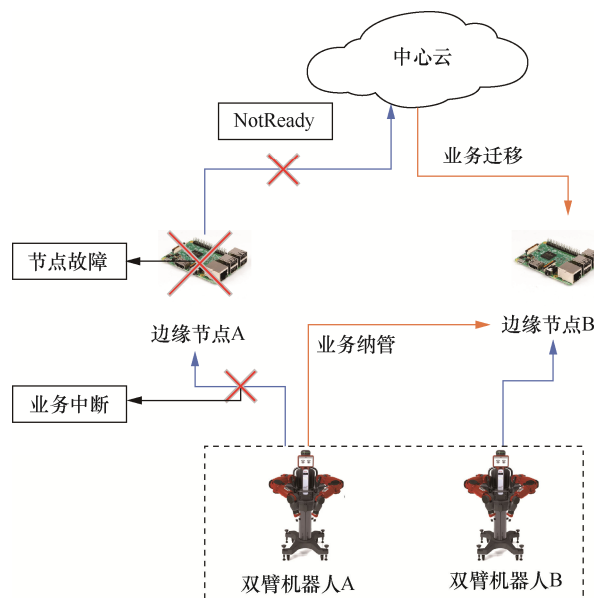 中心云
NotReady
业务迁移
节点故障
边缘节点A
边缘节点B
业务纳管
业务中断
双臂机器人A
双臂机器人B